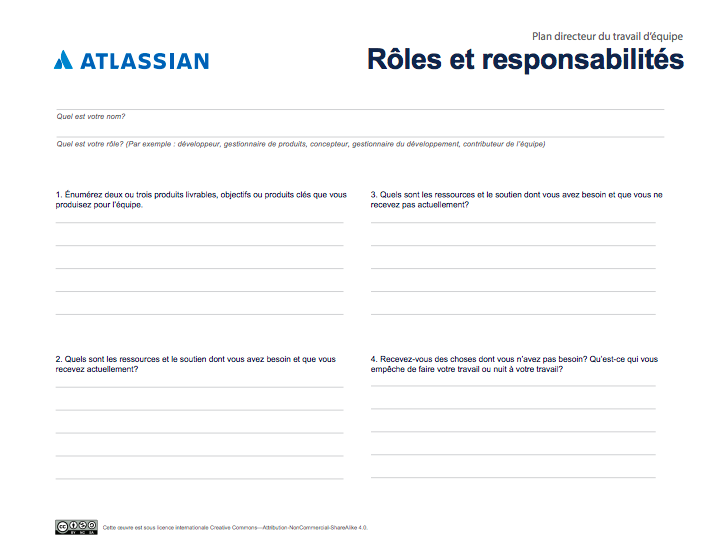 Plan directeur du travail d'équipe
ATLASSIAN
Rôles et responsabilités
Quel est votre nom?
Quel est votre rôle? (Par exemple : développeur, gestionnaire de produits, concepteur, gestionnaire du développement, contributeur de l'équipe)
1. Énumérez deux ou trois produits livrables, objectifs ou produits clés que vous
produisez pour l'équipe.
2. Quels sont les ressources et le soutien dont vous avez besoin et que vous
recevez actuellement?
3. Quels sont les ressources et le soutien dont vous avez besoin et que vous ne
recevez pas actuellement?
4. Recevez-vous des choses dont vous n'avez pas besoin? Qu'est-ce qui vous
empêche de faire votre travail ou nuit à votre travail?
CC BY NC SA
Cette œuvre est sous licence internationale Creative Commons—Attribution-NonCommercial-ShareAlike 4.0.